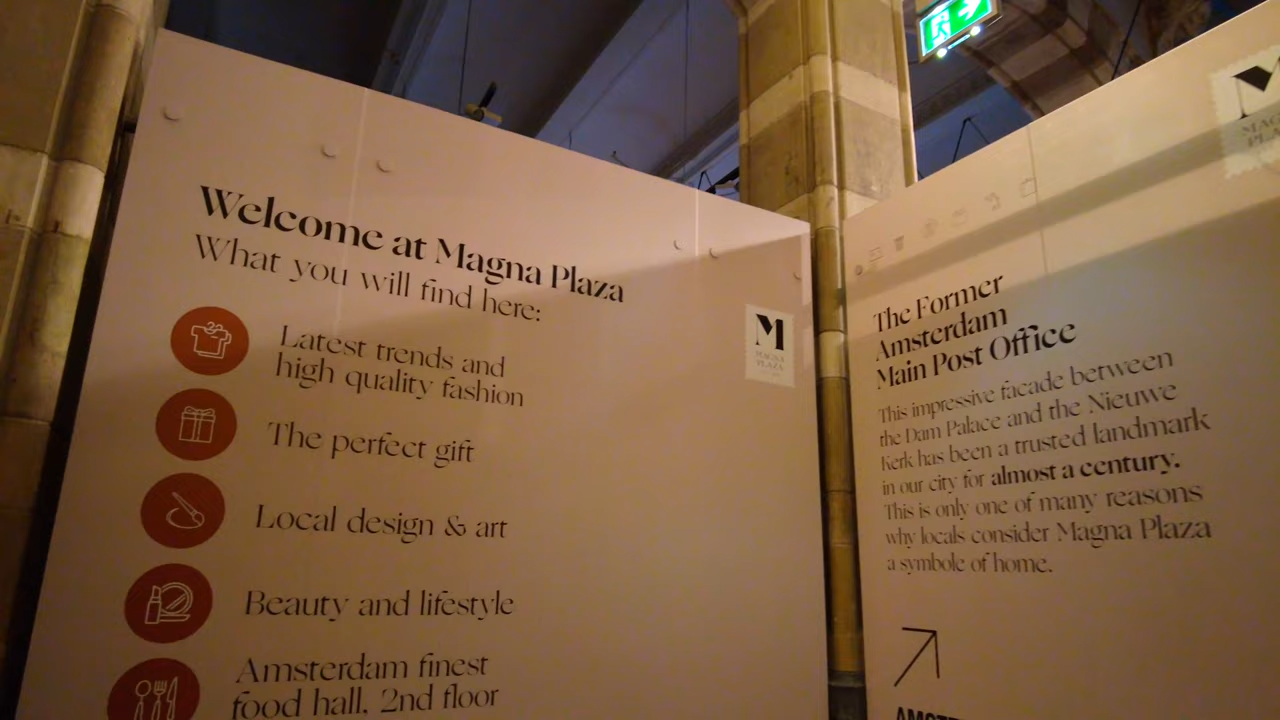 Welcome at Magna Plaza
What you will find here:
Latest trends and
high quality fashion
The perfect gift
Local design & art
Beauty and lifestyle
Amsterdam finest
food hall, 2nd floor
M
MAGNA
PLAZA
The Former
Amsterdam
Main Post Office
This impressive facade between
the Dam Palace and the Nieuwe
Kerk has been a trusted landmark
in our city for almost a century.
This is only one of many reasons
why locals consider Magna Plaza
a symbole of home.